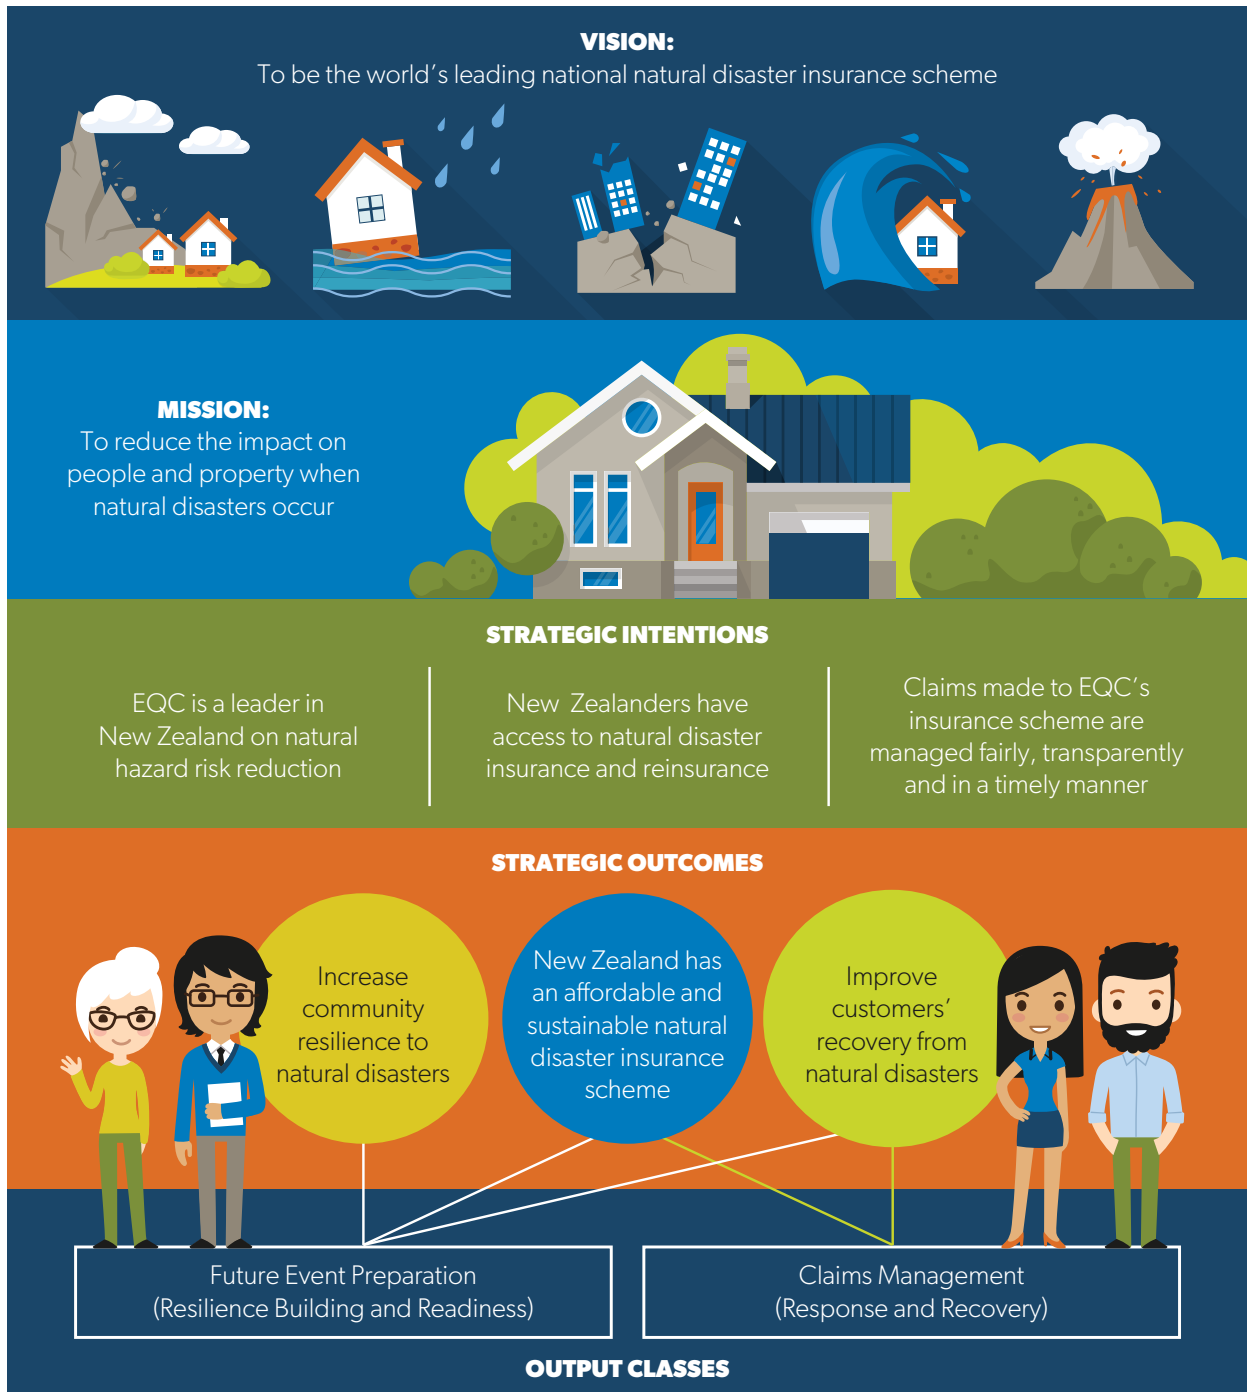 VISION:
To be the world's leading national natural disaster insurance scheme
MISSION:
To reduce the impact on
people and property when
natural disasters occur
STRATEGIC INTENTIONS
EQC is a leader in
New Zealand on natural
hazard risk reduction
New Zealanders have
access to natural disaster
insurance and reinsurance
Claims made to EQC's
insurance scheme are
managed fairly, transparently
and in a timely manner
STRATEGIC OUTCOMES
Increase
community
resilience to
natural disasters
New Zealand has
an affordable and
sustainable natural
disaster insurance
scheme
Improve
customers'
recovery from
natural disasters
Future Event Preparation
(Resilience Building and Readiness)
Claims Management
(Response and Recovery)
OUTPUT CLASSES